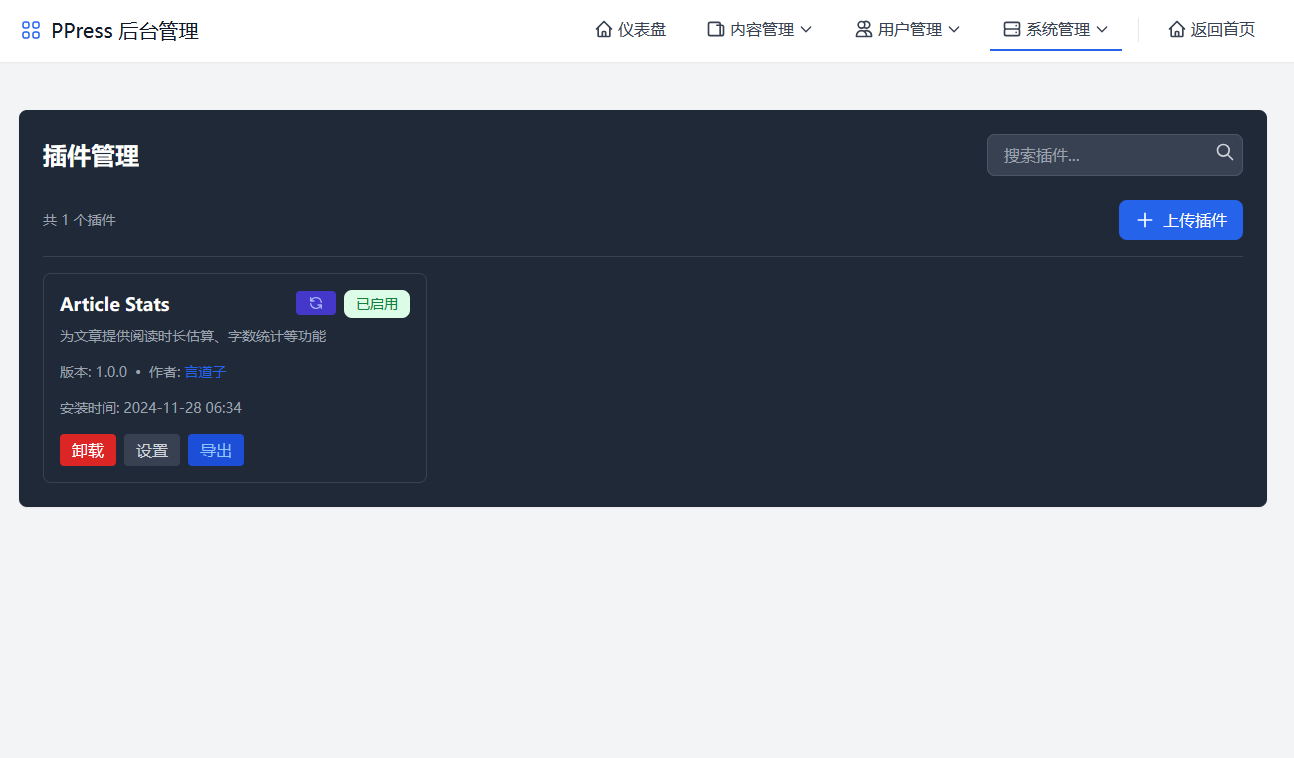 PPress 后台管理
仪表盘 内容管理 用户管理 系统管理 返回首页
插件管理
搜索插件...
共 1 个插件
上传插件
Article Stats
已启用
为文章提供阅读时长估算、字数统计等功能
版本: 1.0.0 • 作者: 言道子
安装时间: 2024-11-28 06:34
卸载 设置 导出